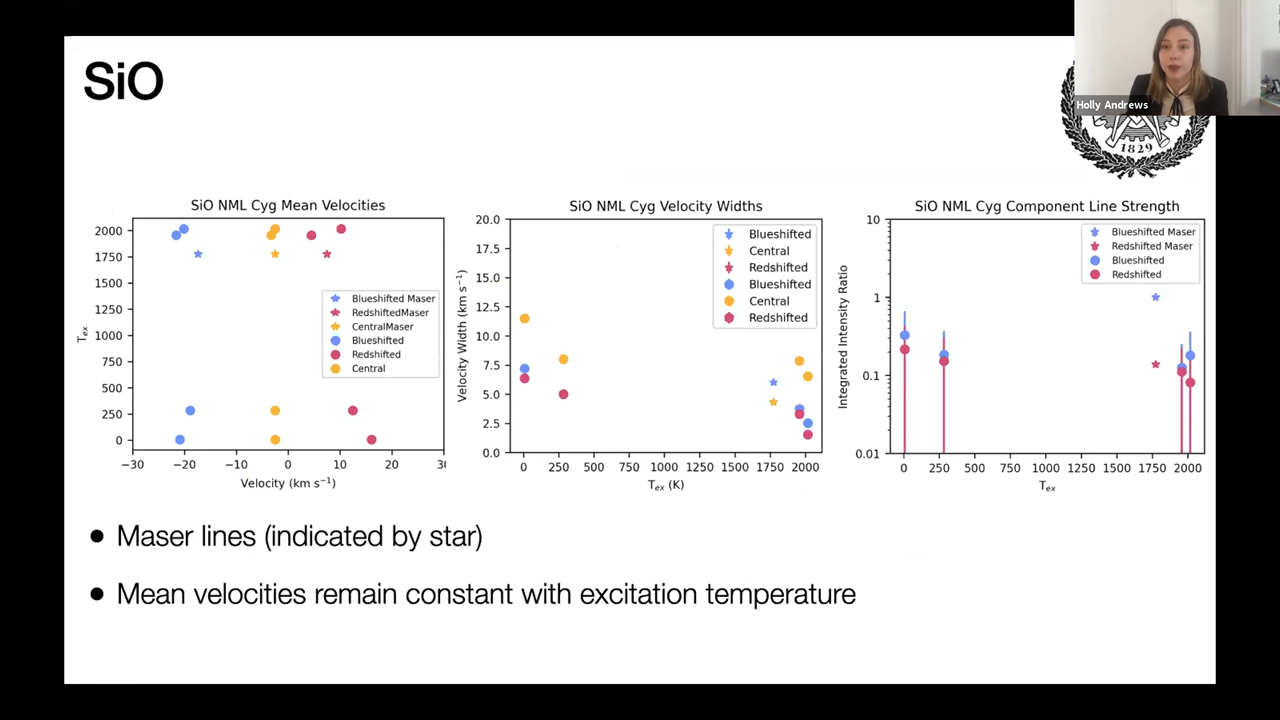 SiO
Holly Andrews
1829
SiO NML Cyg Mean Velocities
2000
1750
1500
1250
1000
750
500
250
0
T_ex
−30 −20 −10 0 10 20
Velocity (km s⁻¹)
Blueshifted Maser
RedshiftedMaser
CentralMaser
Blueshifted
Redshifted
Central
SiO NML Cyg Velocity Widths
20.0
17.5
15.0
12.5
10.0
7.5
5.0
2.5
0.0
Velocity Width (km s⁻¹)
0 250 500 750 1000 1250 1500 1750 2000
T_ex (K)
Blueshifted
Central
Redshifted
Blueshifted
Central
Redshifted
SiO NML Cyg Component Line Strength
10
1
0.1
0.01
Integrated Intensity Ratio
0 250 500 750 1000 1250 1500 1750 2000
T_ex
Blueshifted Maser
Redshifted Maser
Blueshifted
Redshifted
• Maser lines (indicated by star)
• Mean velocities remain constant with excitation temperature